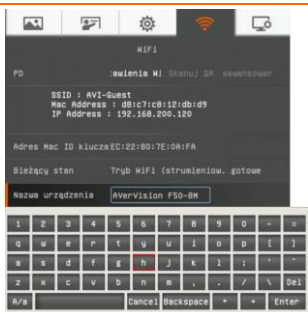 WiFi
PD :awienia Wi Skanuj QR zaawansowan
SSID : AVI-Guest
Mac Address : d8:c7:c8:12:db:d9
IP Address : 192.168.200.120
Adres Mac ID klucza EC:22:80:7E:0A:FA
Bieżący stan Tryb WiFi (strumieniow. gotowe
Nazwa urządzenia AVerVision F50-8M
1 2 3 4 5 6 7 8 9 0 - =
q w e r t y u i o p [ ]
a s d f g h k l ; ' `
z x c v b n m , . / \ Del
A/a Cancel Backspace Enter